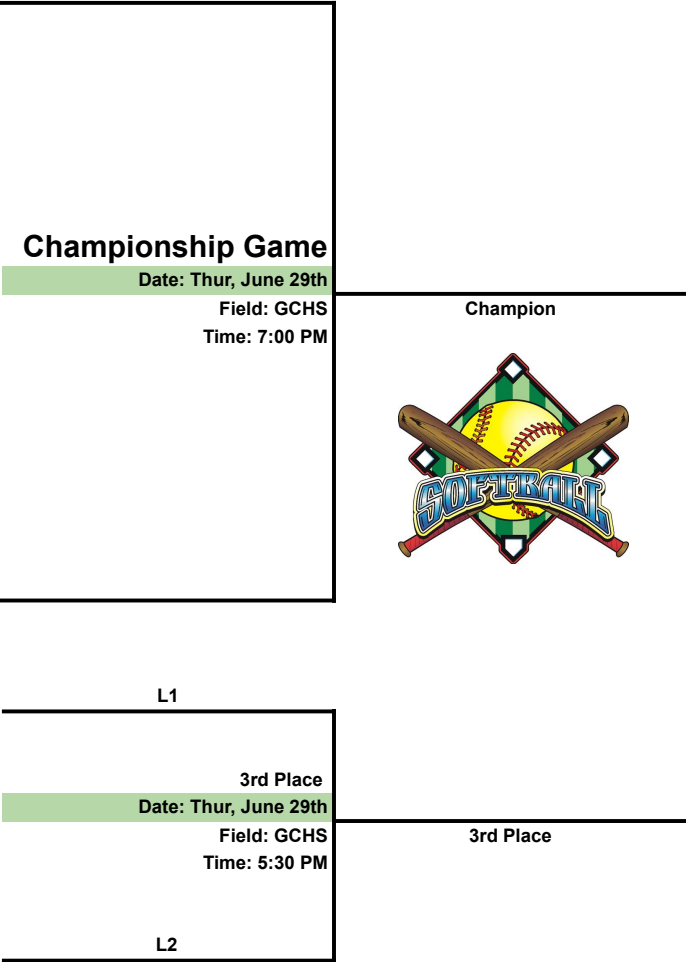 Championship Game
Date: Thur, June 29th
Field: GCHS
Time: 7:00 PM
Champion
SOFTBALL
L1
3rd Place
Date: Thur, June 29th
Field: GCHS
Time: 5:30 PM
3rd Place
L2